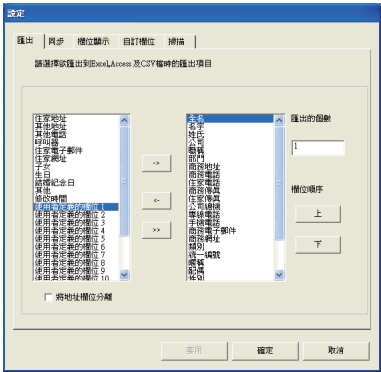 設定
匯出 同步 欄位顯示 自訂欄位 掃描
請選擇欲匯出到Excel,Access 及CSV檔時的匯出項目
住家地址
其他地址
其他電話
呼叫器
住家電子郵件
住家網址
子女
生日
結婚紀念日
其他
修改時間
使用者定義的欄位 1
使用者定義的欄位 2
使用者定義的欄位 3
使用者定義的欄位 4
使用者定義的欄位 5
使用者定義的欄位 6
使用者定義的欄位 7
使用者定義的欄位 8
使用者定義的欄位 9
使用者定義的欄位 10
->
<-
>>
全名
名字
姓氏
公司
職稱
部門
商務地址
商務電話
住家電話
商務傳真
住家傳真
公司總機
專線電話
手機電話
商務電子郵件
商務網址
類別
統一編號
暱稱
配偶
性別
匯出的個數
1
欄位順序
上
下
將地址欄位分離
套用 確定 取消